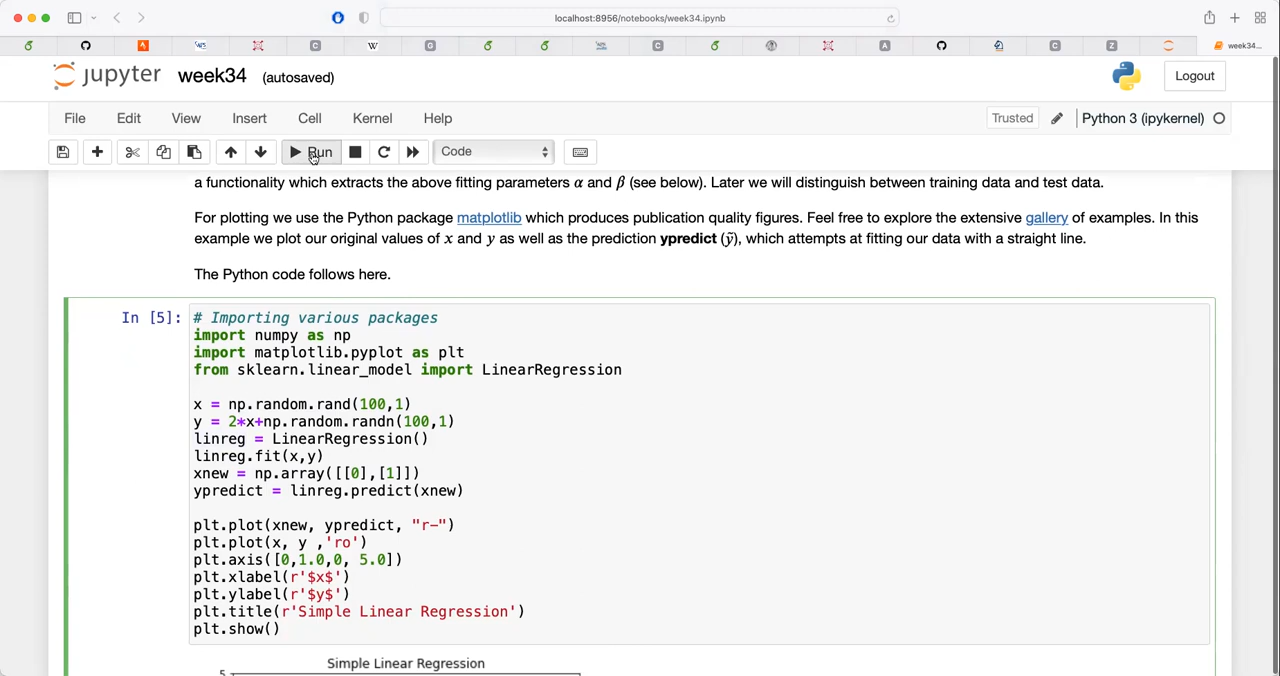 localhost:8956/notebooks/week34.ipynb
week34...
jupyter week34 (autosaved)
Logout
File Edit View Insert Cell Kernel Help
Trusted Python 3 (ipykernel)
Run Code
a functionality which extracts the above fitting parameters α and β (see below). Later we will distinguish between training data and test data.
For plotting we use the Python package matplotlib which produces publication quality figures. Feel free to explore the extensive gallery of examples. In this
example we plot our original values of x and y as well as the prediction ypredict (ỹ), which attempts at fitting our data with a straight line.
The Python code follows here.
In [5]:
# Importing various packages
import numpy as np
import matplotlib.pyplot as plt
from sklearn.linear_model import LinearRegression
x = np.random.rand(100,1)
y = 2*x+np.random.randn(100,1)
linreg = LinearRegression()
linreg.fit(x,y)
xnew = np.array([[0],[1]])
ypredict = linreg.predict(xnew)
plt.plot(xnew, ypredict, "r-")
plt.plot(x, y ,'ro')
plt.axis([0,1.0,0, 5.0])
plt.xlabel(r'$x$')
plt.ylabel(r'$y$')
plt.title(r'Simple Linear Regression')
plt.show()
Simple Linear Regression
5